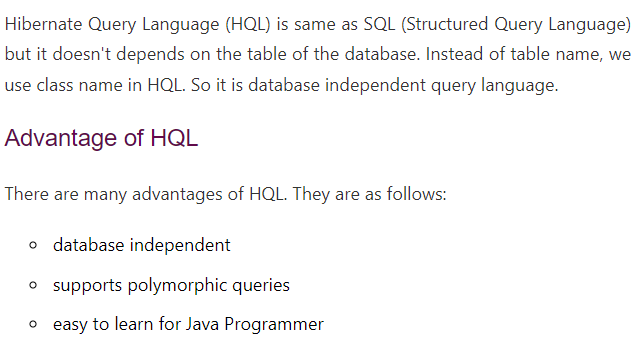 Hibernate Query Language (HQL) is same as SQL (Structured Query Language)
but it doesn't depends on the table of the database. Instead of table name, we
use class name in HQL. So it is database independent query language.
Advantage of HQL
There are many advantages of HQL. They are as follows:
database independent
supports polymorphic queries
easy to learn for Java Programmer